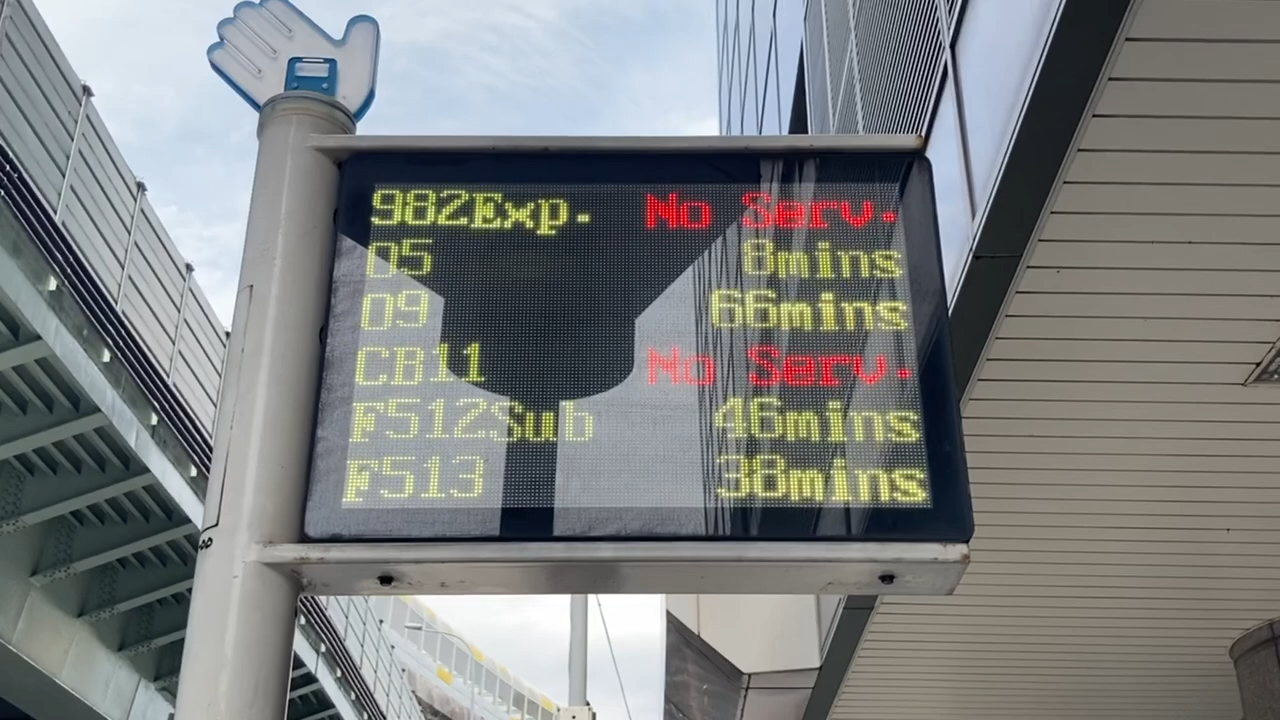 982Exp. No Serv.
05 8mins
09 66mins
CB11 No Serv.
F512Sub 46mins
F513 38mins